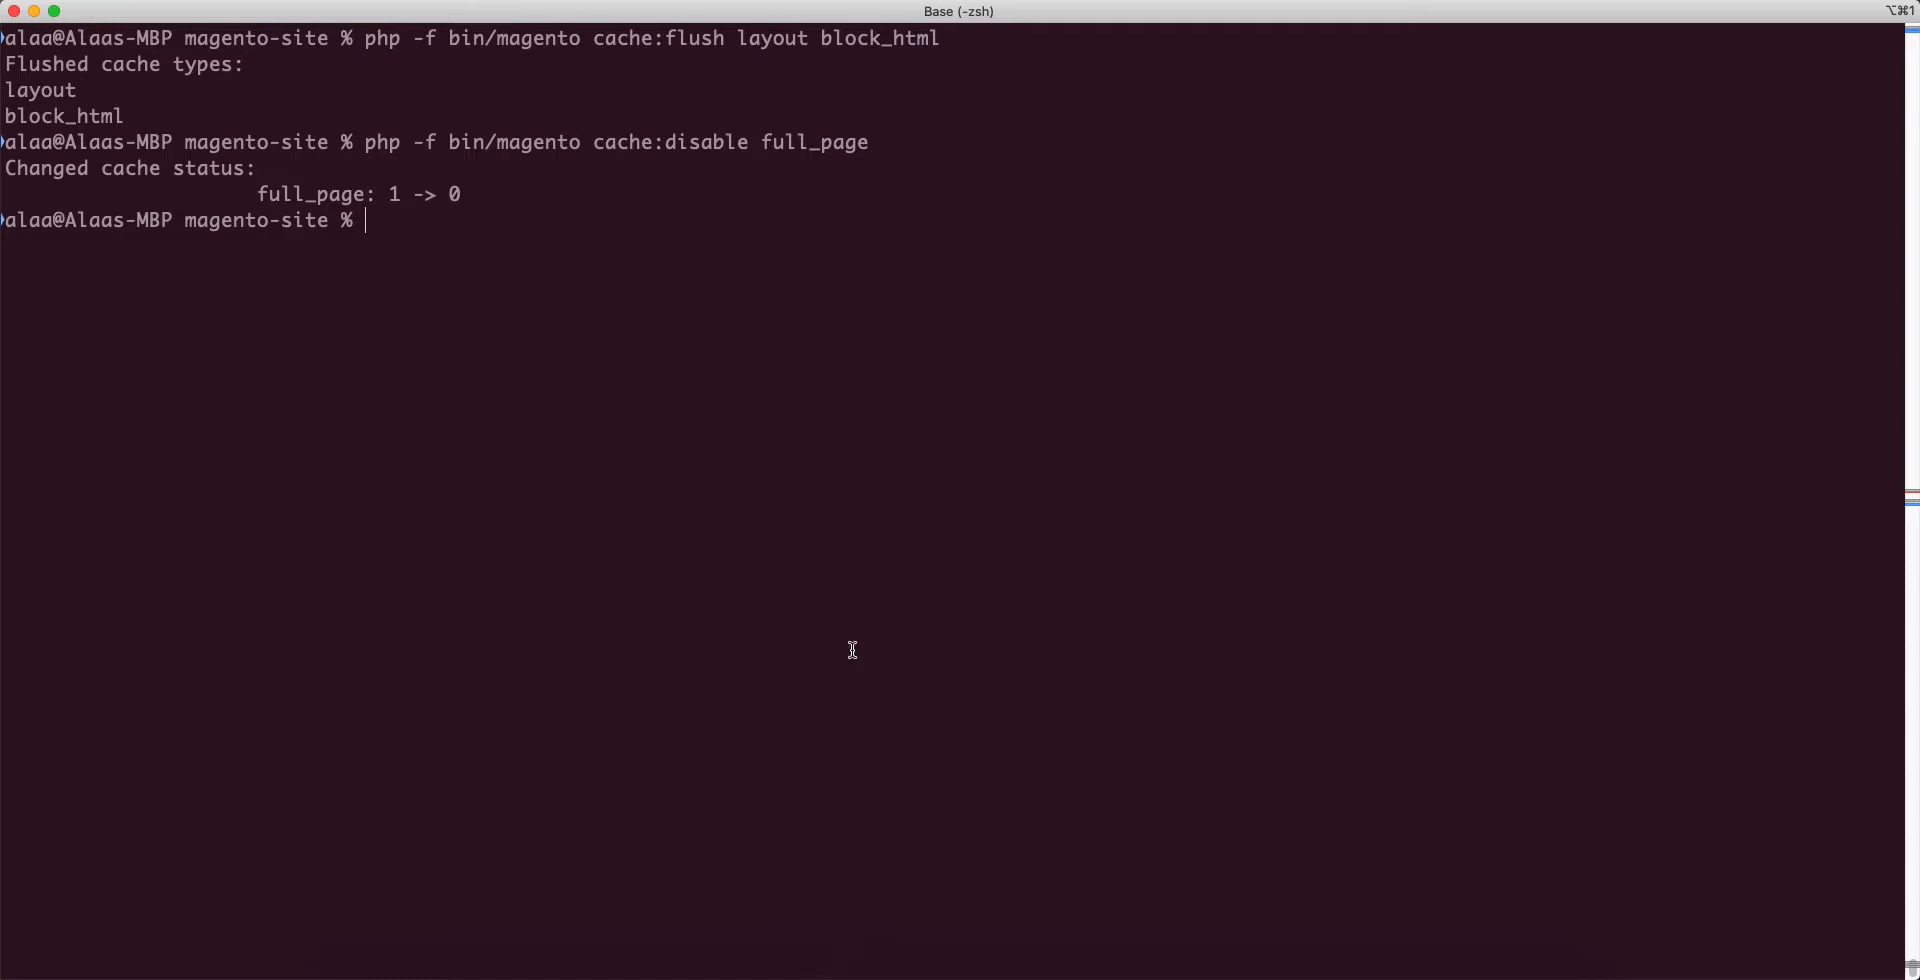 Base (-zsh)
⌥⌘1
alaa@Alaas-MBP magento-site % php -f bin/magento cache:flush layout block_html
Flushed cache types:
layout
block_html
alaa@Alaas-MBP magento-site % php -f bin/magento cache:disable full_page
Changed cache status:
full_page: 1 -> 0
alaa@Alaas-MBP magento-site %